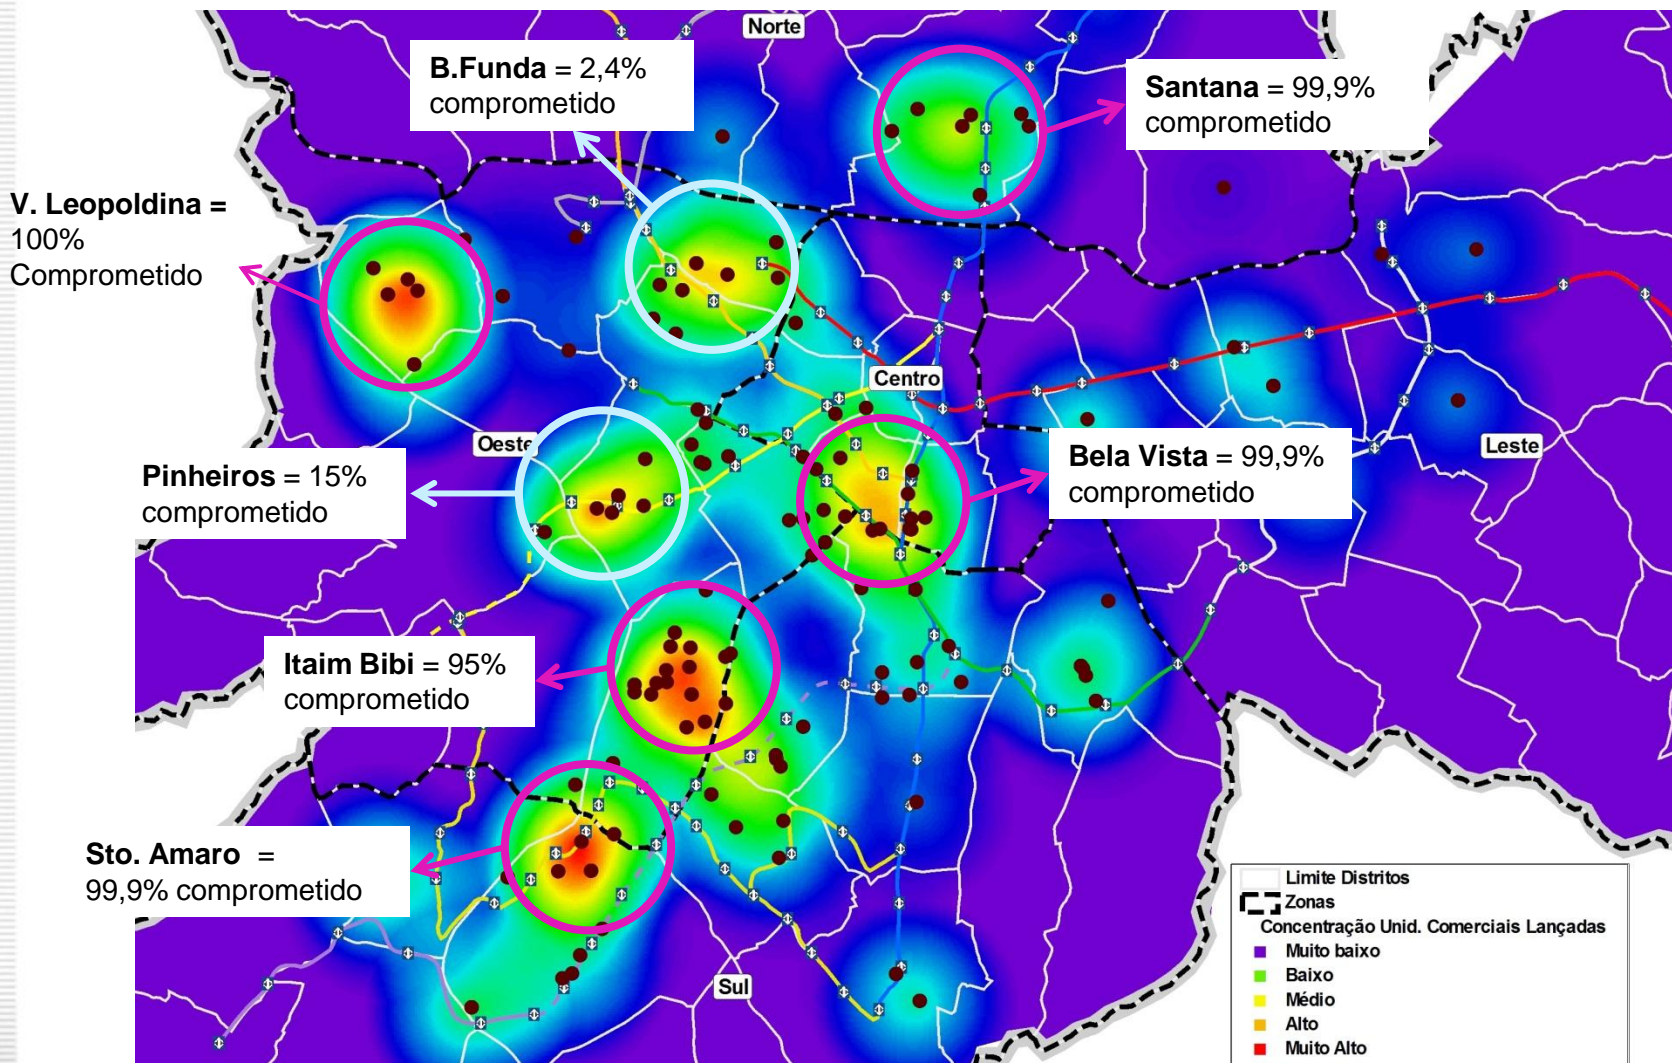 Norte
B.Funda = 2,4%
comprometido
Santana = 99,9%
comprometido
V. Leopoldina =
100%
Comprometido
Centro
Oeste
Leste
Pinheiros = 15%
comprometido
Bela Vista = 99,9%
comprometido
Itaim Bibi = 95%
comprometido
Sto. Amaro =
99,9% comprometido
Sul
Limite Distritos
Zonas
Concentração Unid. Comerciais Lançadas
Muito baixo
Baixo
Médio
Alto
Muito Alto